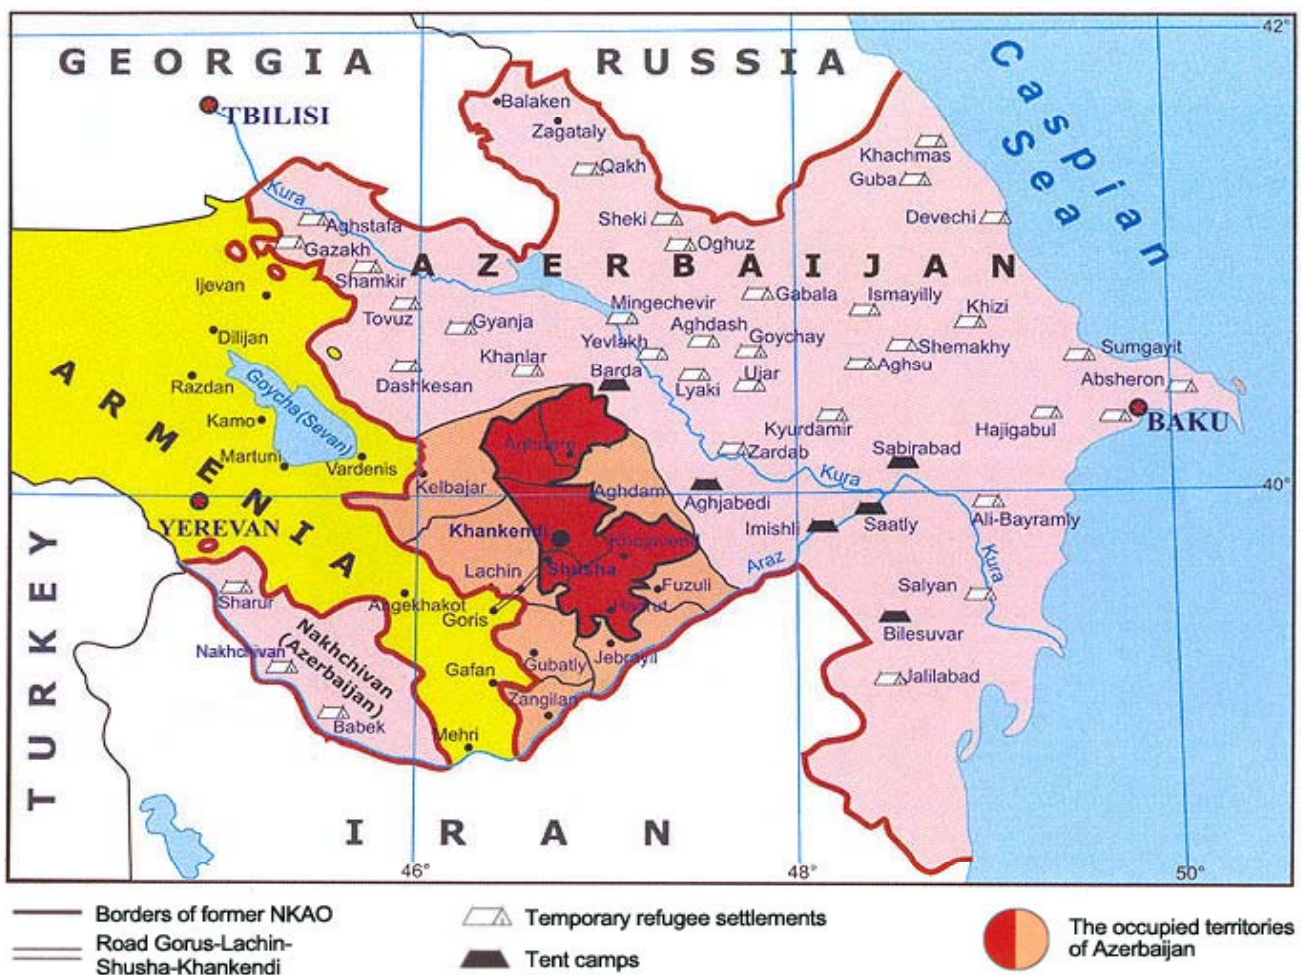 42°
GEORGIA
RUSSIA
Caspian
Sea
TBILISI
Balaken
Zagataly
Qakh
Khachmas
Guba
Kura
Aghstafa
Gazakh
Sheki
Oghuz
Devechi
AZERBAIJAN
Shamkir
Ijevan
Tovuz
Gyanja
Mingechevir
Gabala
Ismayilly
Khizi
Dilijan
Yevlakh
Aghdash
Goychay
Shemakhy
Sumgayit
Khanlar
Barda
Dashkesan
Lyaki
Ujar
Aghsu
Absheron
ARMENIA
Razdan
Goycha(Sevan)
Kamo
Martuni
Vardenis
Kyurdamir
Zardab
Hajigabul
BAKU
Aghdere
Kelbajar
Aghdam
Sabirabad
Kura
40°
Aghjabedi
Imishli
Saatly
Ali-Bayramly
YEREVAN
Khankendi
Khojavend
Shusha
Lachin
Araz
Kura
TURKEY
Sharur
Angekhakot
Goris
Fuzuli
Hadrut
Salyan
Nakhchivan
Nakhchivan
(Azerbaijan)
Gafan
Gubatly
Jebrayil
Bilesuvar
Jalilabad
Zangilan
Babek
Mehri
IRAN
46°
48°
50°
Borders of former NKAO
Road Gorus-Lachin-
Shusha-Khankendi
Temporary refugee settlements
Tent camps
The occupied territories
of Azerbaijan